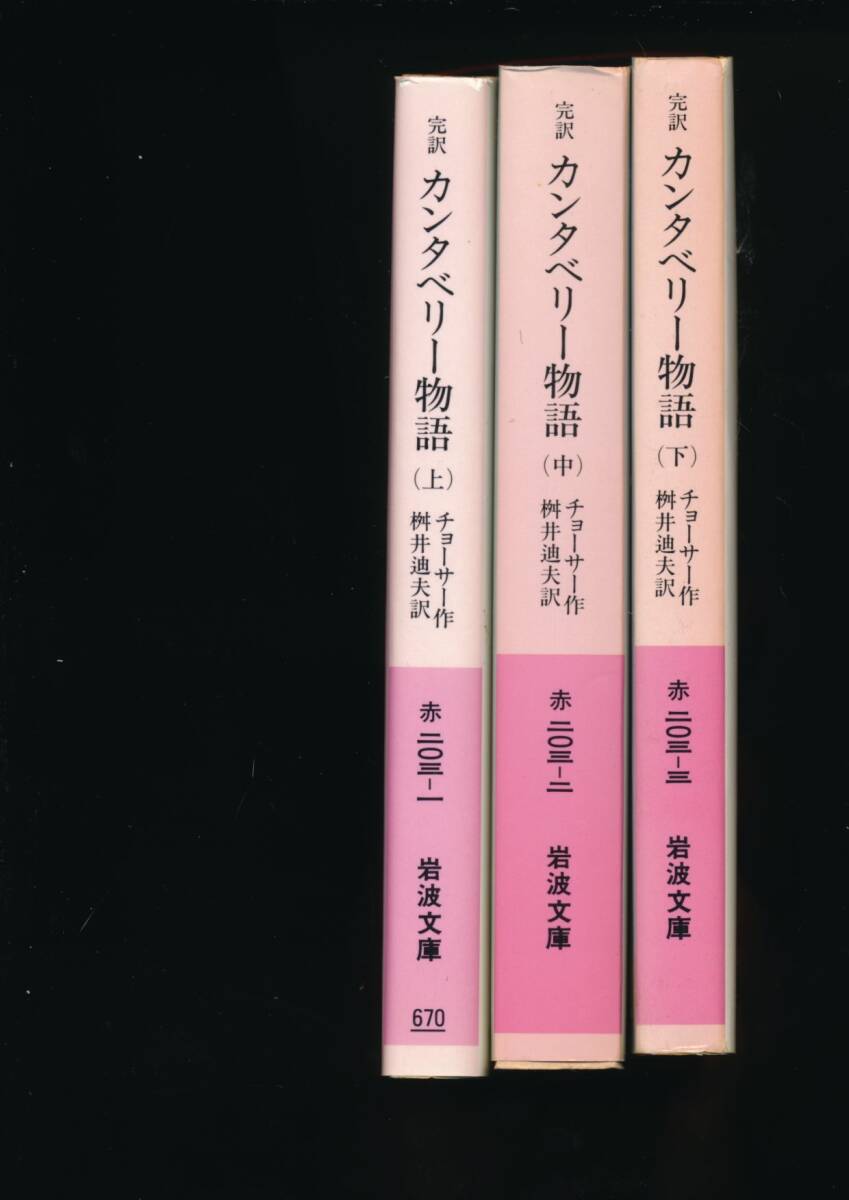 完訳 カンタベリー物語(上)
チョーサー作
桝井迪夫訳
赤 二〇三-一
岩波文庫
670
完訳 カンタベリー物語(中)
チョーサー作
桝井迪夫訳
赤 二〇三-二
岩波文庫
完訳 カンタベリー物語(下)
チョーサー作
桝井迪夫訳
赤 二〇三-三
岩波文庫